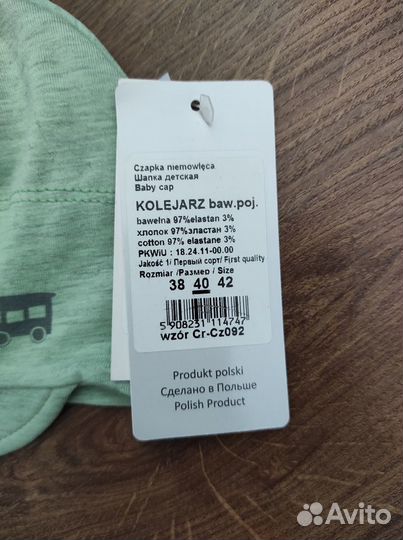 Czapka niemowlęca
Шапка детская
Baby cap
KOLEJARZ baw.poj.
bawełna 97%elastan 3%
хлопок 97%эластан 3%
cotton 97% elastane 3%
PKWiU : 18.24.11-00.00
Jakość 1/ Первый сорт/ First quality
Rozmiar /Размер / Size
38 40 42
5 908231 114747
wzór Cr-Cz092
Produkt polski
Сделано в Польше
Polish Product
Avito